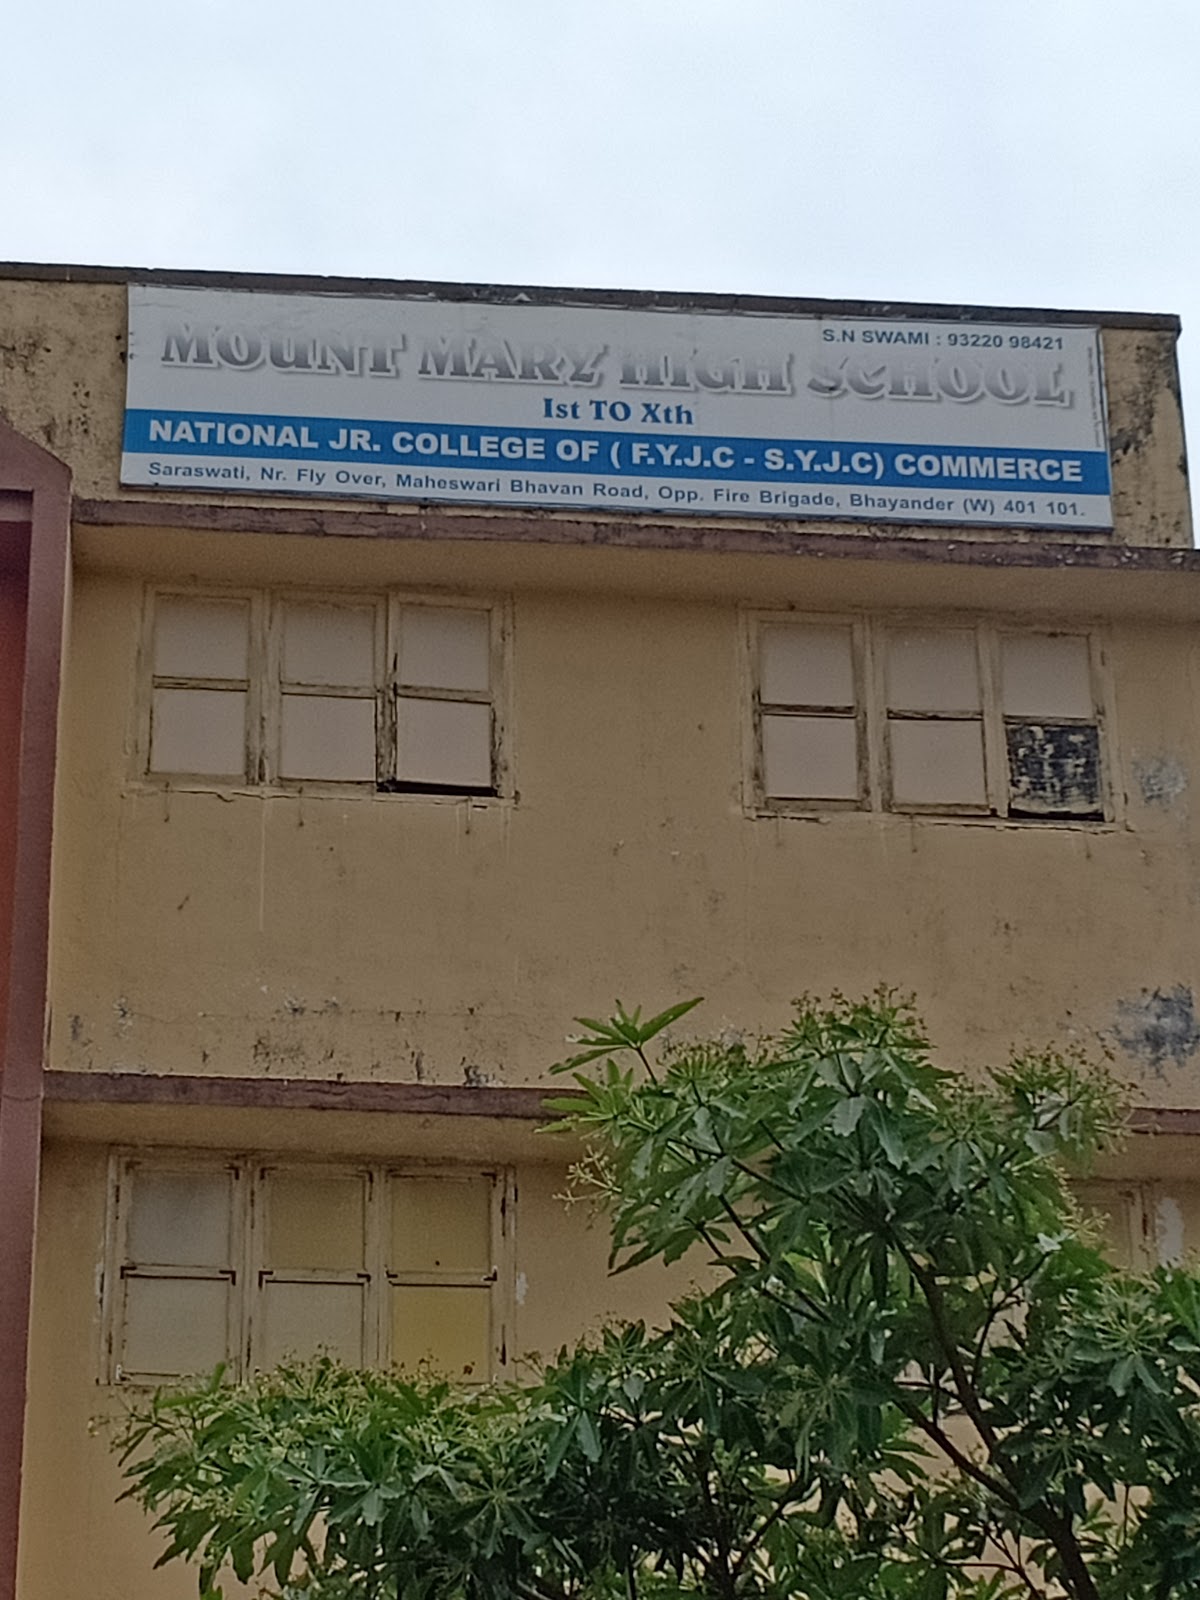 S.N SWAMI : 93220 98421
MOUNT MARY HIGH SCHOOL
Ist TO Xth
NATIONAL JR. COLLEGE OF ( F.Y.J.C - S.Y.J.C) COMMERCE
Saraswati, Nr. Fly Over, Maheswari Bhavan Road, Opp. Fire Brigade, Bhayander (W) 401 101.